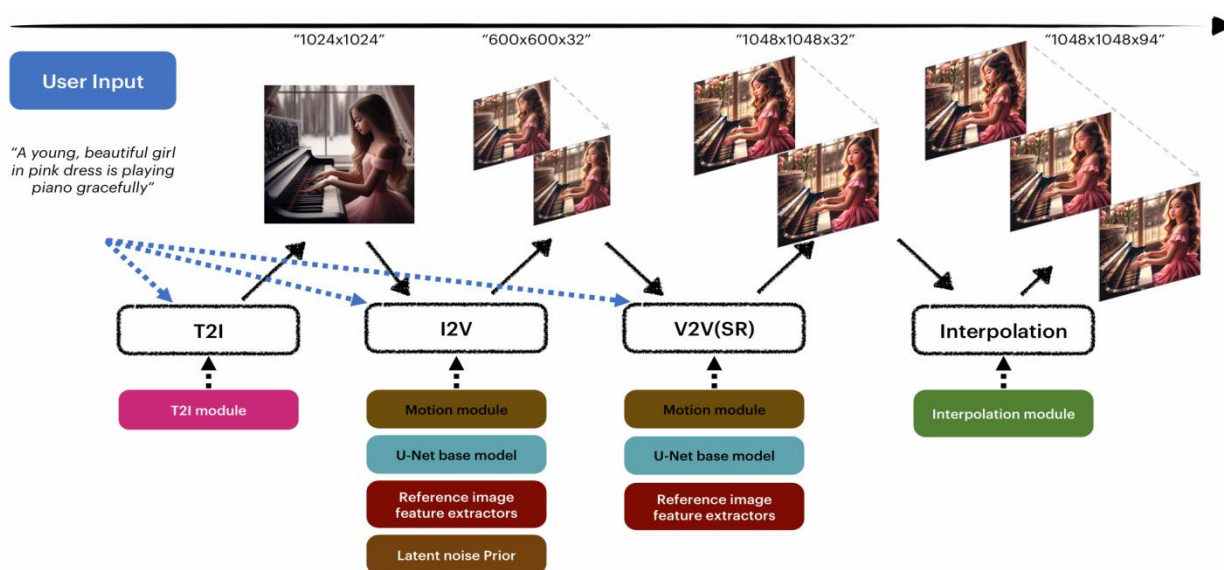 “1024x1024”
“600x600x32”
“1048x1048x32”
“1048x1048x94”
User Input
“A young, beautiful girl
in pink dress is playing
piano gracefully”
T2I
I2V
V2V(SR)
Interpolation
T2I module
Motion module
Motion module
Interpolation module
U-Net base model
U-Net base model
Reference image
feature extractors
Reference image
feature extractors
Latent noise Prior